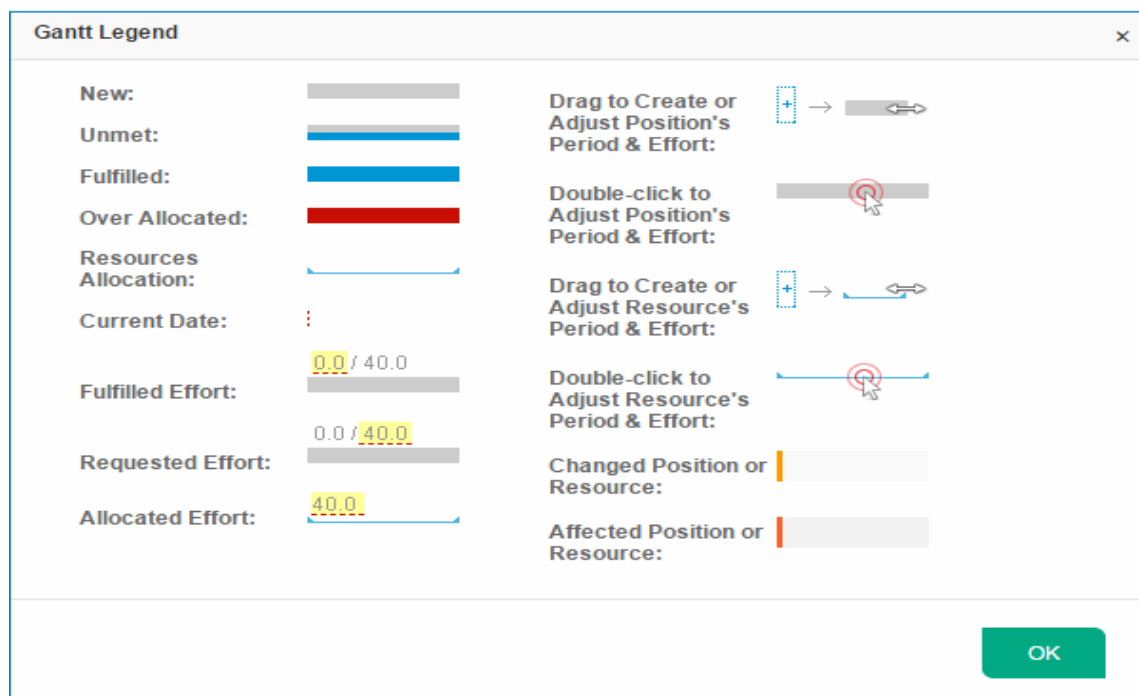 Gantt Legend
×
New:
Unmet:
Fulfilled:
Over Allocated:
Resources
Allocation:
Current Date:
0.0 / 40.0
Fulfilled Effort:
0.0 / 40.0
Requested Effort:
40.0
Allocated Effort:
Drag to Create or
Adjust Position's
Period & Effort:
Double-click to
Adjust Position's
Period & Effort:
Drag to Create or
Adjust Resource's
Period & Effort:
Double-click to
Adjust Resource's
Period & Effort:
Changed Position or
Resource:
Affected Position or
Resource:
OK